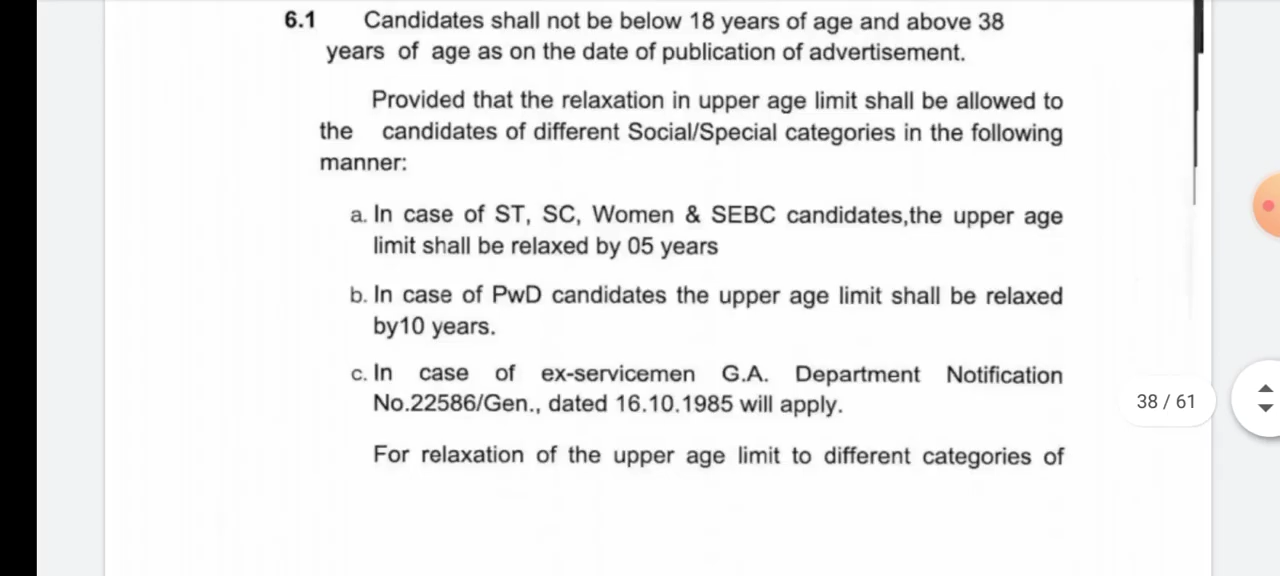 6.1 Candidates shall not be below 18 years of age and above 38
years of age as on the date of publication of advertisement.
Provided that the relaxation in upper age limit shall be allowed to
the candidates of different Social/Special categories in the following
manner:
a. In case of ST, SC, Women & SEBC candidates,the upper age
limit shall be relaxed by 05 years
b. In case of PwD candidates the upper age limit shall be relaxed
by10 years.
c. In case of ex-servicemen G.A. Department Notification
No.22586/Gen., dated 16.10.1985 will apply.
38 / 61
For relaxation of the upper age limit to different categories of